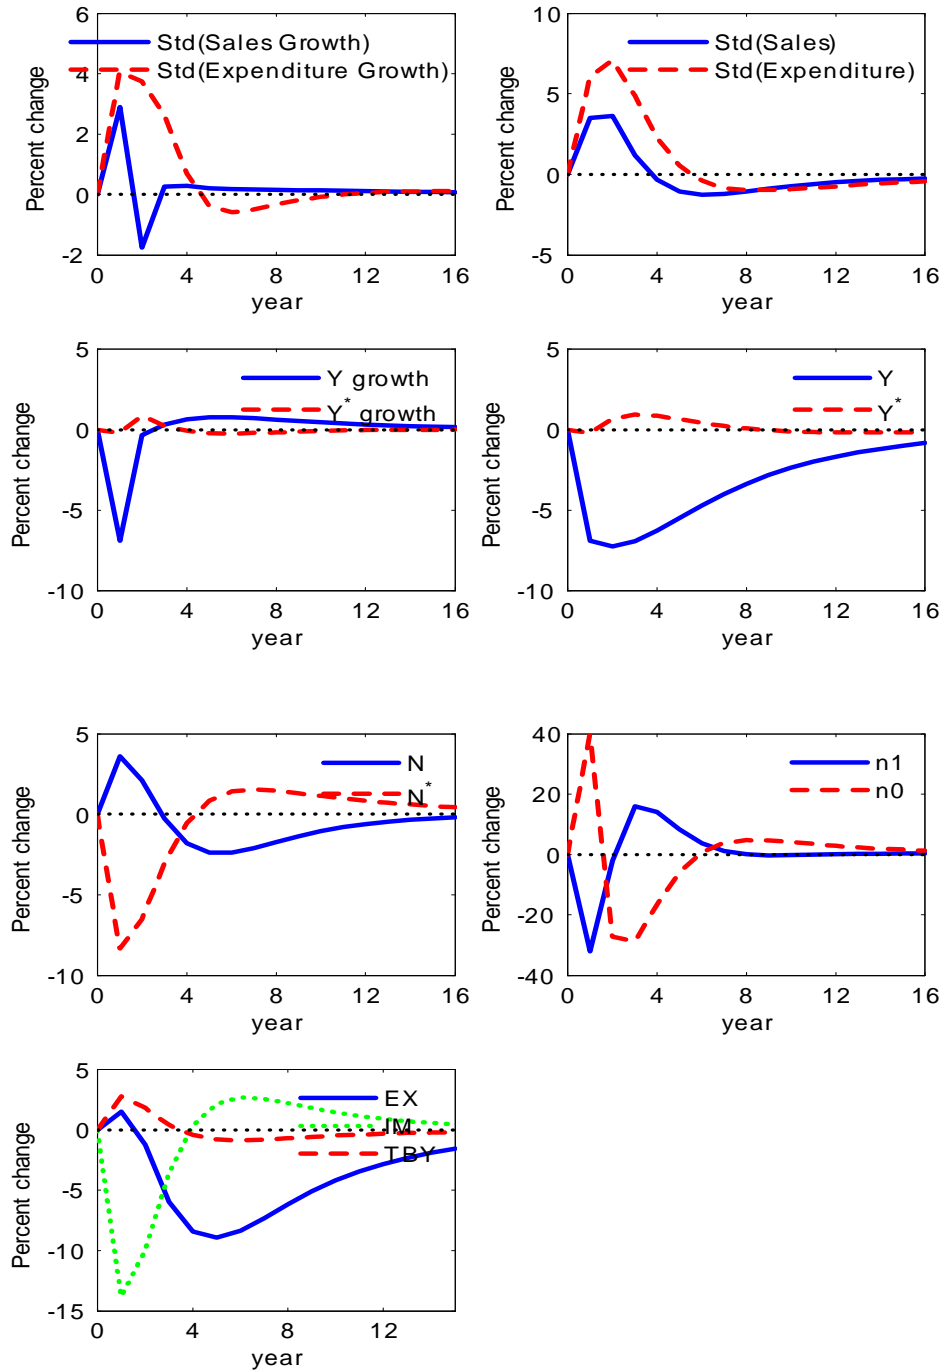 6
4
2
0
-2
Percent change
Std(Sales Growth)
Std(Expenditure Growth)
0 4 8 12 16
year
10
5
0
-5
Percent change
Std(Sales)
Std(Expenditure)
0 4 8 12 16
year
5
0
-5
-10
Percent change
Y growth
Y* growth
0 4 8 12 16
year
5
0
-5
-10
Percent change
Y
Y*
0 4 8 12 16
year
5
0
-5
-10
Percent change
N
N*
0 4 8 12 16
year
40
20
0
-20
-40
Percent change
n1
n0
0 4 8 12 16
year
5
0
-5
-10
-15
Percent change
EX
IM
TBY
0 4 8 12
year